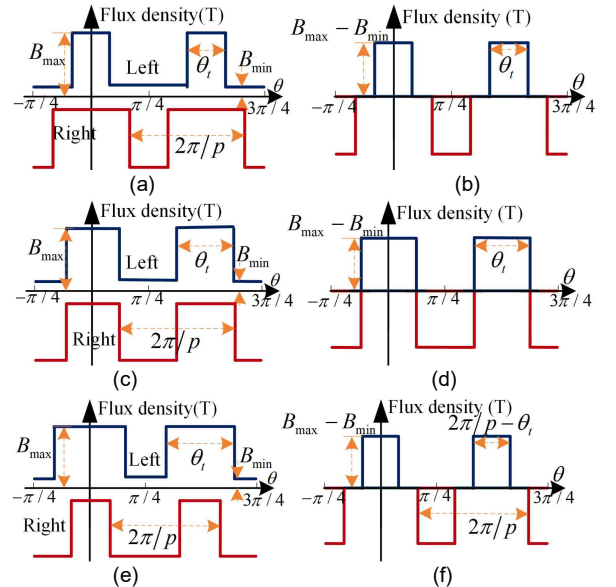 Flux density(T)
B_max
Left
θ_t
B_min
θ
−π/4
π/4
3π/4
Right
2π/p
(a)
Flux density (T)
B_max − B_min
θ_t
θ
−π/4
π/4
3π/4
(b)
Flux density(T)
B_max
Left
θ_t
B_min
θ
−π/4
π/4
3π/4
Right
2π/p
(c)
Flux density (T)
B_max − B_min
θ_t
θ
−π/4
π/4
3π/4
(d)
Flux density(T)
B_max
Left
θ_t
B_min
θ
−π/4
π/4
3π/4
Right
2π/p
(e)
Flux density (T)
B_max − B_min
2π/p−θ_t
θ
−π/4
π/4
3π/4
2π/p
(f)